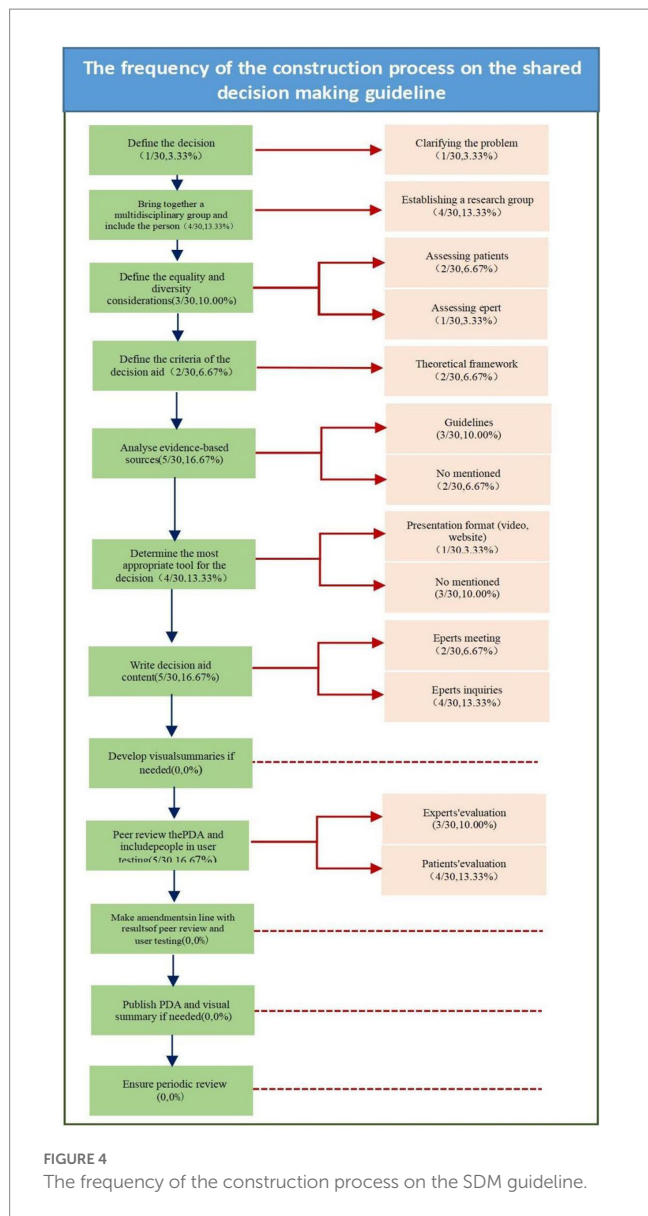 The frequency of the construction process on the shared
decision making guideline
Define the decision
（1/30,3.33%）
Clarifying the problem
（1/30,3.33%）
Bring together a
multidisciplinary group and
include the person（4/30,13.33%）
Establishing a research group
（4/30,13.33%）
Define the equality and
diversity
considerations(3/30,10.00%)
Assessing patients
（2/30,6.67%）
Assessing epert
（1/30,3.33%）
Define the criteria of the
decision aid（2/30,6.67%）
Theoretical framework
（2/30,6.67%）
Analyse evidence-based
sources(5/30,16.67%)
Guidelines
（3/30,10.00%）
No mentioned
（2/30,6.67%）
Determine the most
appropriate tool for the
decision（4/30,13.33%）
Presentation format (video,
website)
（1/30,3.33%）
No mentioned
(3/30,10.00%)
Write decision aid
content(5/30,16.67%)
Eperts meeting
（2/30,6.67%）
Eperts inquiries
（4/30,13.33%）
Develop visualsummaries if
needed(0,0%)
Peer review thePDA and
includepeople in user
testing(5/30,16.67%)
Experts'evaluation
（3/30,10.00%）
Patients'evaluation
（4/30,13.33%）
Make amendmentsin line with
resultsof peer review and
user testing(0,0%)
Publish PDA and visual
summary if needed(0,0%)
Ensure periodic review
(0,0%)
FIGURE 4
The frequency of the construction process on the SDM guideline.